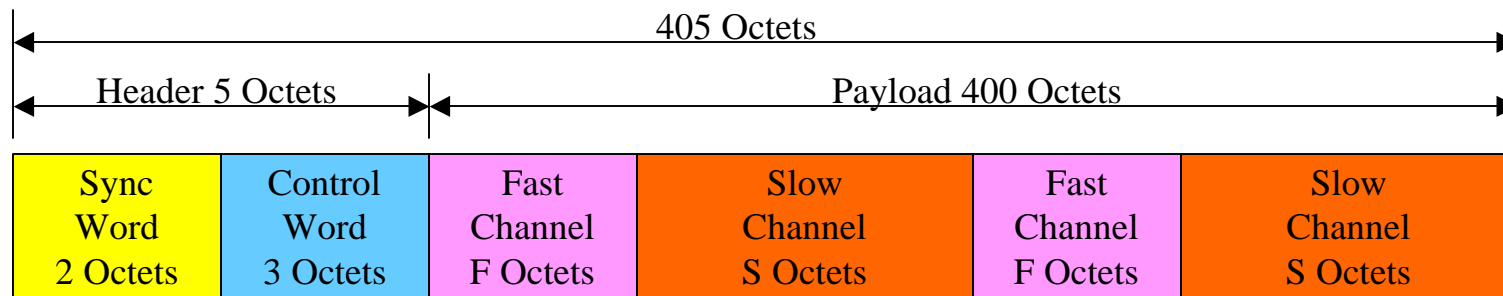 405 Octets
Header 5 Octets
Payload 400 Octets
Sync
Word
2 Octets
Control
Word
3 Octets
Fast
Channel
F Octets
Slow
Channel
S Octets
Fast
Channel
F Octets
Slow
Channel
S Octets